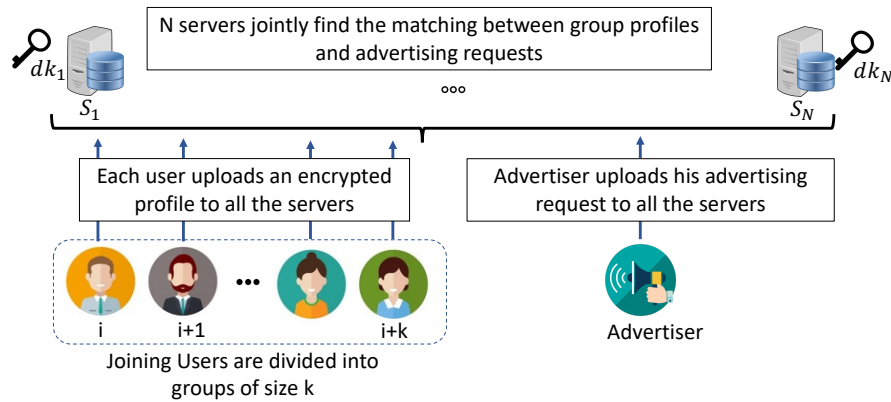 N servers jointly find the matching between group profiles
and advertising requests
dk₁
dk_N
S₁
S_N
Each user uploads an encrypted
profile to all the servers
Advertiser uploads his advertising
request to all the servers
i
i+1
i+k
Advertiser
Joining Users are divided into
groups of size k